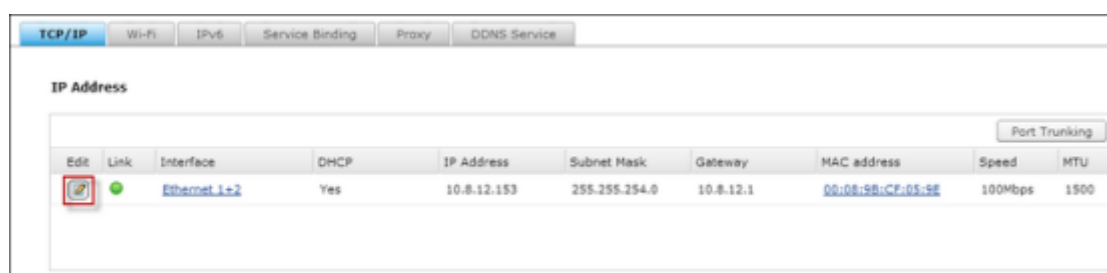 TCP/IP Wi-Fi IPv6 Service Binding Proxy DDNS Service
IP Address
Port Trunking
Edit Link Interface DHCP IP Address Subnet Mask Gateway MAC address Speed MTU
Ethernet 1+2 Yes 10.8.12.153 255.255.254.0 10.8.12.1 00:08:9B:CF:05:9E 100Mbps 1500